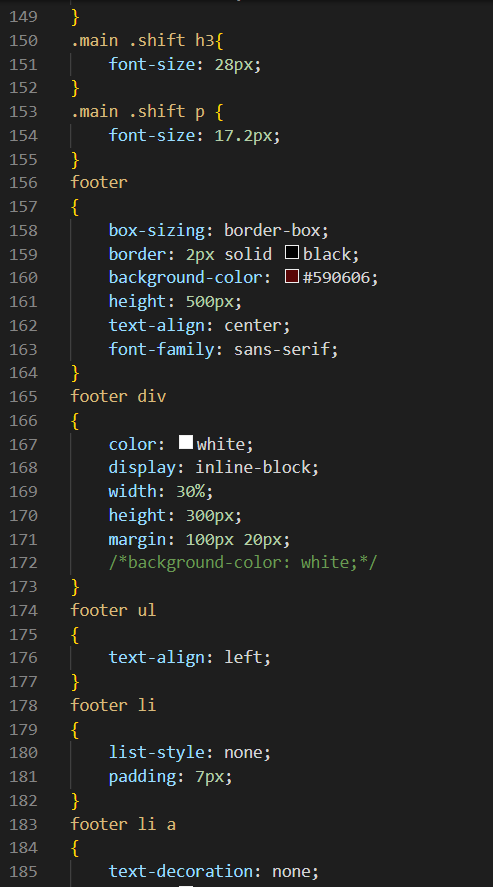 149 }
150 .main .shift h3{
151 font-size: 28px;
152 }
153 .main .shift p {
154 font-size: 17.2px;
155 }
156 footer
157 {
158 box-sizing: border-box;
159 border: 2px solid black;
160 background-color: #590606;
161 height: 500px;
162 text-align: center;
163 font-family: sans-serif;
164 }
165 footer div
166 {
167 color: white;
168 display: inline-block;
169 width: 30%;
170 height: 300px;
171 margin: 100px 20px;
172 /*background-color: white;*/
173 }
174 footer ul
175 {
176 text-align: left;
177 }
178 footer li
179 {
180 list-style: none;
181 padding: 7px;
182 }
183 footer li a
184 {
185 text-decoration: none;